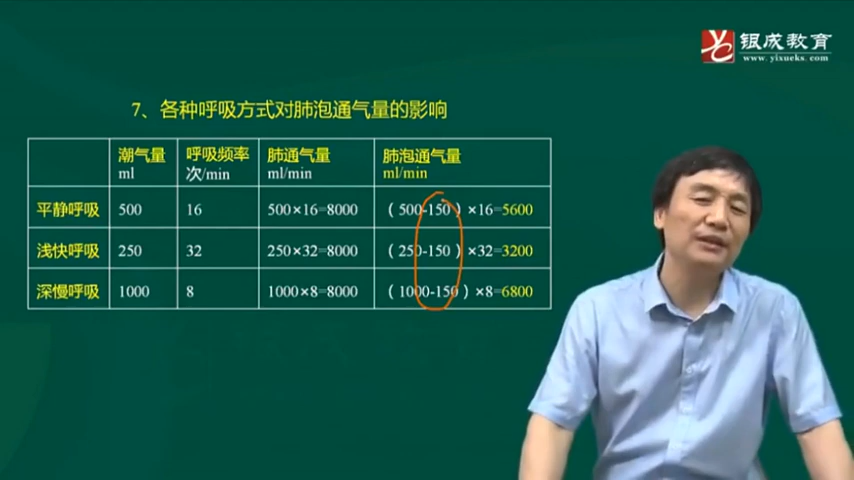 银成教育
www.yixueks.com
7、各种呼吸方式对肺泡通气量的影响
潮气量 ml 呼吸频率 次/min 肺通气量 ml/min 肺泡通气量 ml/min
平静呼吸 500 16 500×16=8000 (500-150)×16=5600
浅快呼吸 250 32 250×32=8000 (250-150)×32=3200
深慢呼吸 1000 8 1000×8=8000 (1000-150)×8=6800